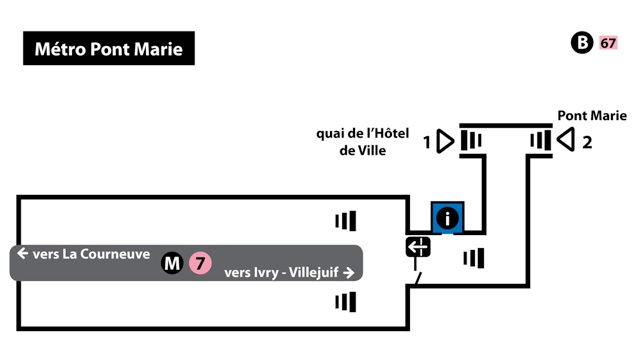 Métro Pont Marie
B 67
Pont Marie
quai de l'Hôtel
de Ville
1
2
i
← vers La Courneuve
M 7
vers Ivry - Villejuif →